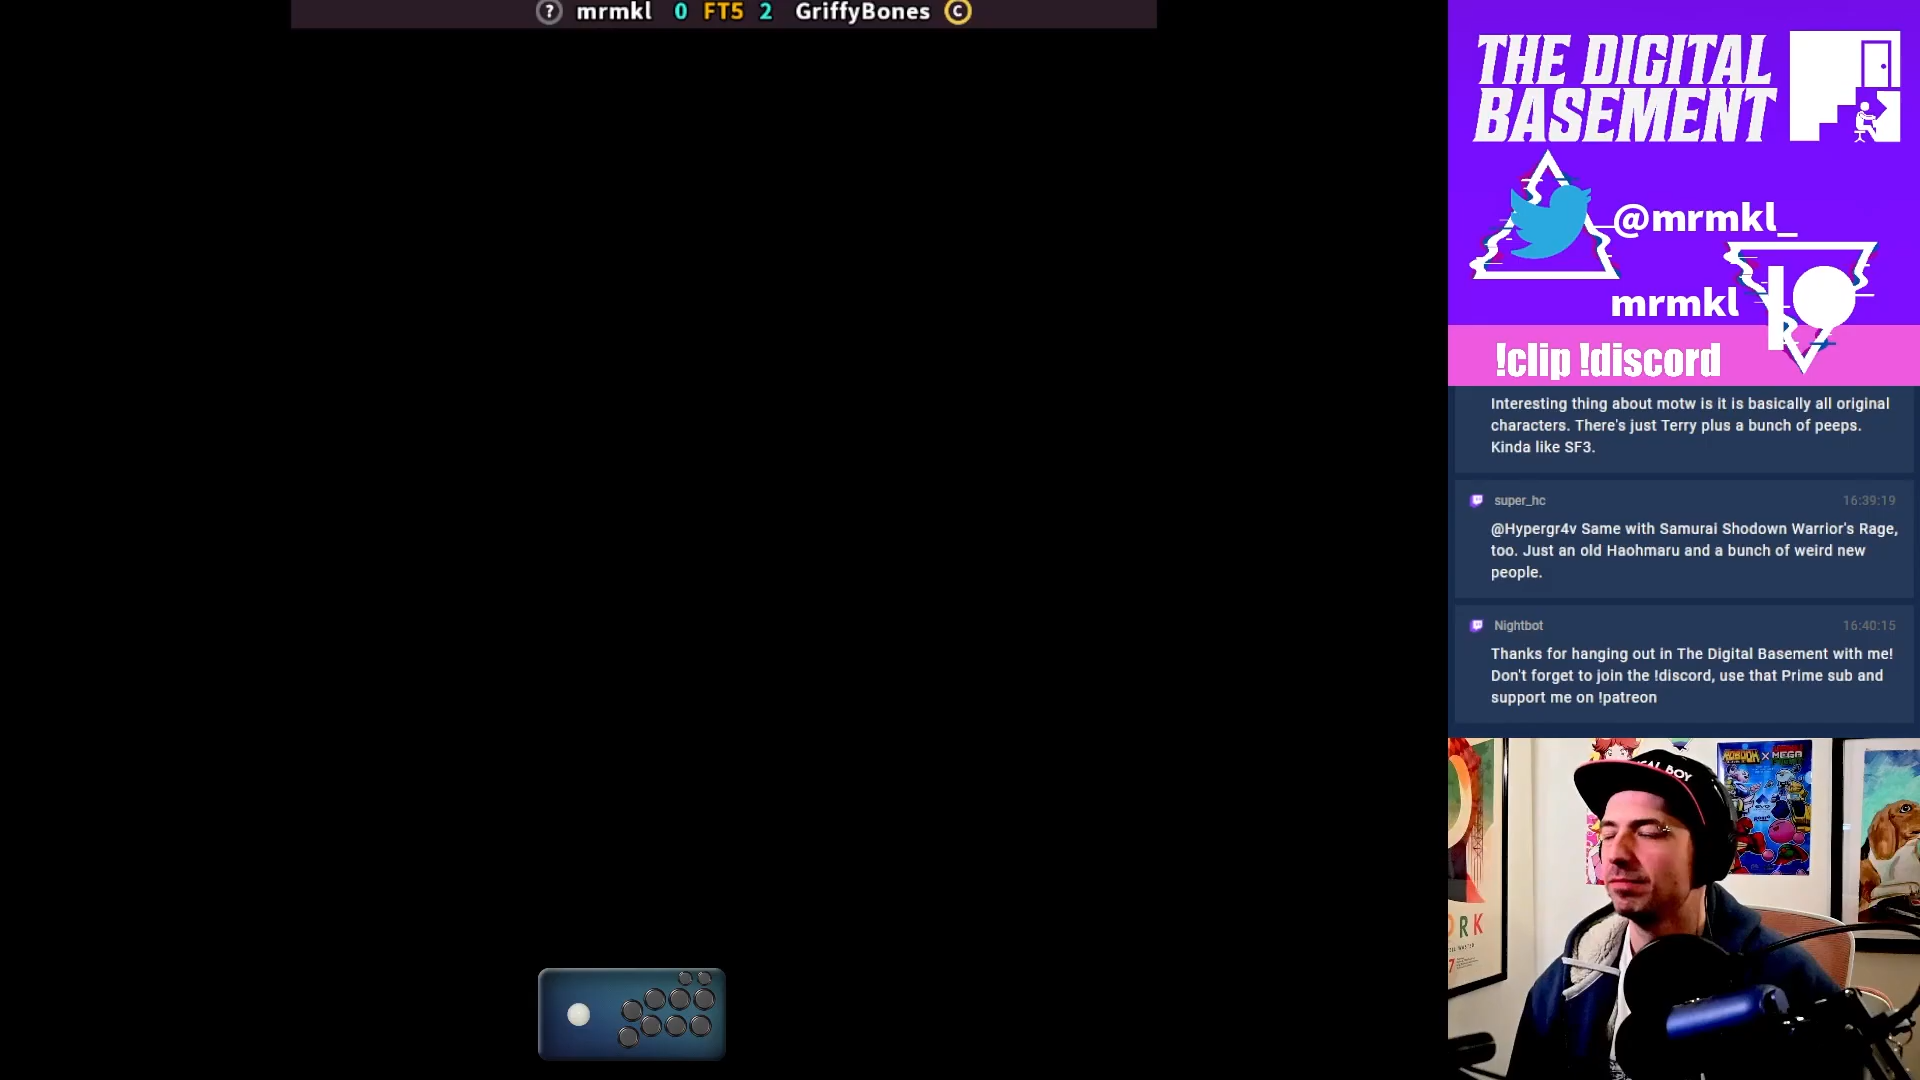 ? mrmkl 0 FT5 2 GriffyBones C
THE DIGITAL
BASEMENT
@mrmkl_
mrmkl
!clip !discord
Interesting thing about motw is it is basically all original
characters. There's just Terry plus a bunch of peeps.
Kinda like SF3.
super_hc 16:39:19
@Hypergr4v Same with Samurai Shodown Warrior's Rage,
too. Just an old Haohmaru and a bunch of weird new
people.
Nightbot 16:40:15
Thanks for hanging out in The Digital Basement with me!
Don't forget to join the !discord, use that Prime sub and
support me on !patreon
BOY
MEGA
ORK